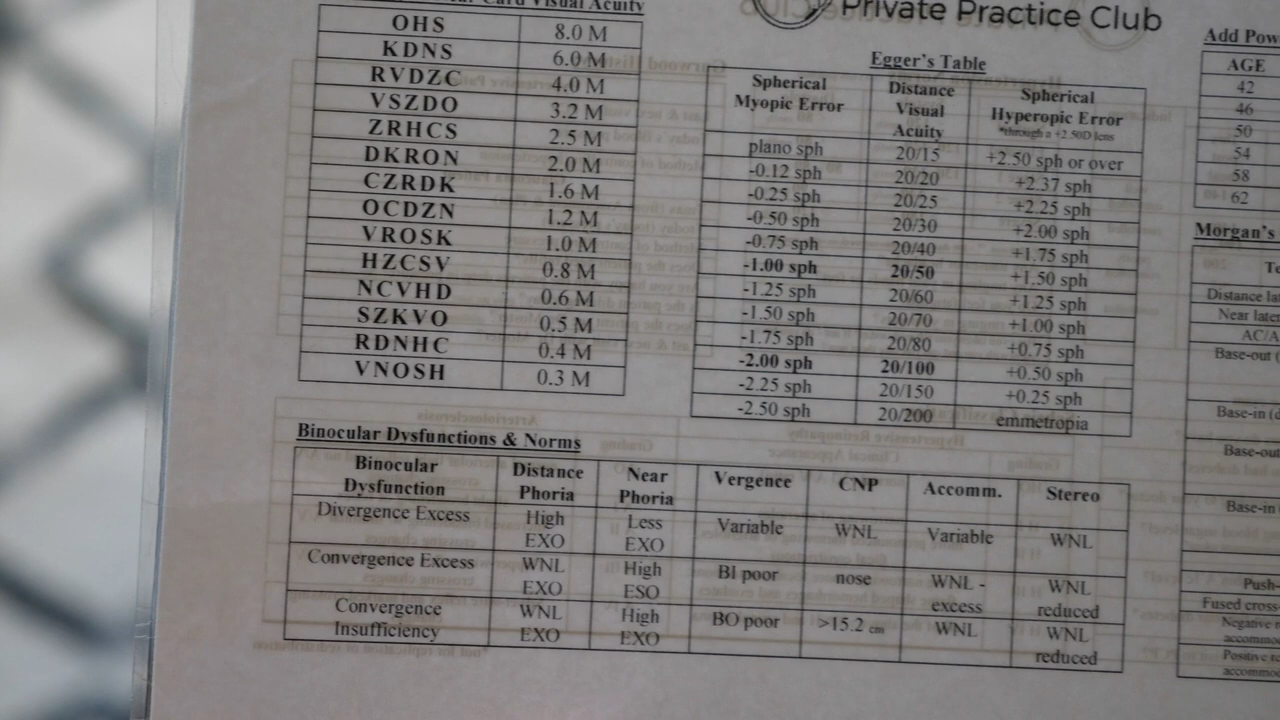 Card Visual Acuity
OHS 8.0 M
KDNS 6.0 M
RVDZC 4.0 M
VSZDO 3.2 M
ZRHCS 2.5 M
DKRON 2.0 M
CZRDK 1.6 M
OCDZN 1.2 M
VROSK 1.0 M
HZCSV 0.8 M
NCVHD 0.6 M
SZKVO 0.5 M
RDNHC 0.4 M
VNOSH 0.3 M
Private Practice Club
Egger's Table
Spherical Myopic Error
Distance Visual Acuity
Spherical Hyperopic Error
*through a +2.50D lens
plano sph 20/15 +2.50 sph or over
-0.12 sph 20/20 +2.37 sph
-0.25 sph 20/25 +2.25 sph
-0.50 sph 20/30 +2.00 sph
-0.75 sph 20/40 +1.75 sph
-1.00 sph 20/50 +1.50 sph
-1.25 sph 20/60 +1.25 sph
-1.50 sph 20/70 +1.00 sph
-1.75 sph 20/80 +0.75 sph
-2.00 sph 20/100 +0.50 sph
-2.25 sph 20/150 +0.25 sph
-2.50 sph 20/200 emmetropia
Add Pow
AGE
42
46
50
54
58
62
Morgan's
Distance la
Near later
AC/A
Base-out (
Base-in (d
Base-out
Base-in
Push-
Fused cross
Negative r
accommo
Positive re
accommod
Binocular Dysfunctions & Norms
Binocular Dysfunction
Distance Phoria
Near Phoria
Vergence CNP Accomm. Stereo
Divergence Excess High EXO Less EXO Variable WNL Variable WNL
Convergence Excess WNL EXO High ESO BI poor nose WNL - excess WNL reduced
Convergence Insufficiency WNL EXO High EXO BO poor >15.2 cm WNL WNL reduced